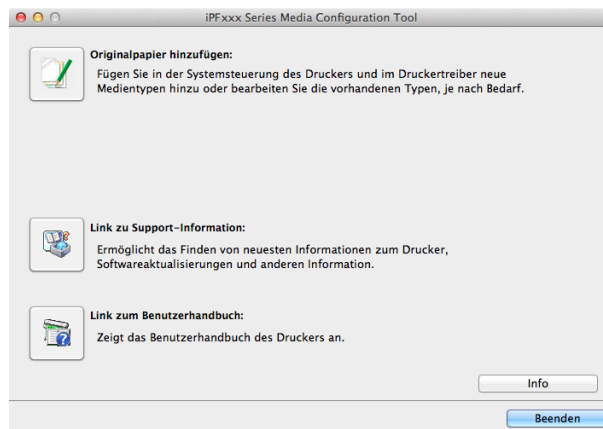 iPFxxx Series Media Configuration Tool
Originalpapier hinzufügen:
Fügen Sie in der Systemsteuerung des Druckers und im Druckertreiber neue
Medientypen hinzu oder bearbeiten Sie die vorhandenen Typen, je nach Bedarf.
Link zu Support-Information:
Ermöglicht das Finden von neuesten Informationen zum Drucker,
Softwareaktualisierungen und anderen Information.
Link zum Benutzerhandbuch:
Zeigt das Benutzerhandbuch des Druckers an.
Info
Beenden